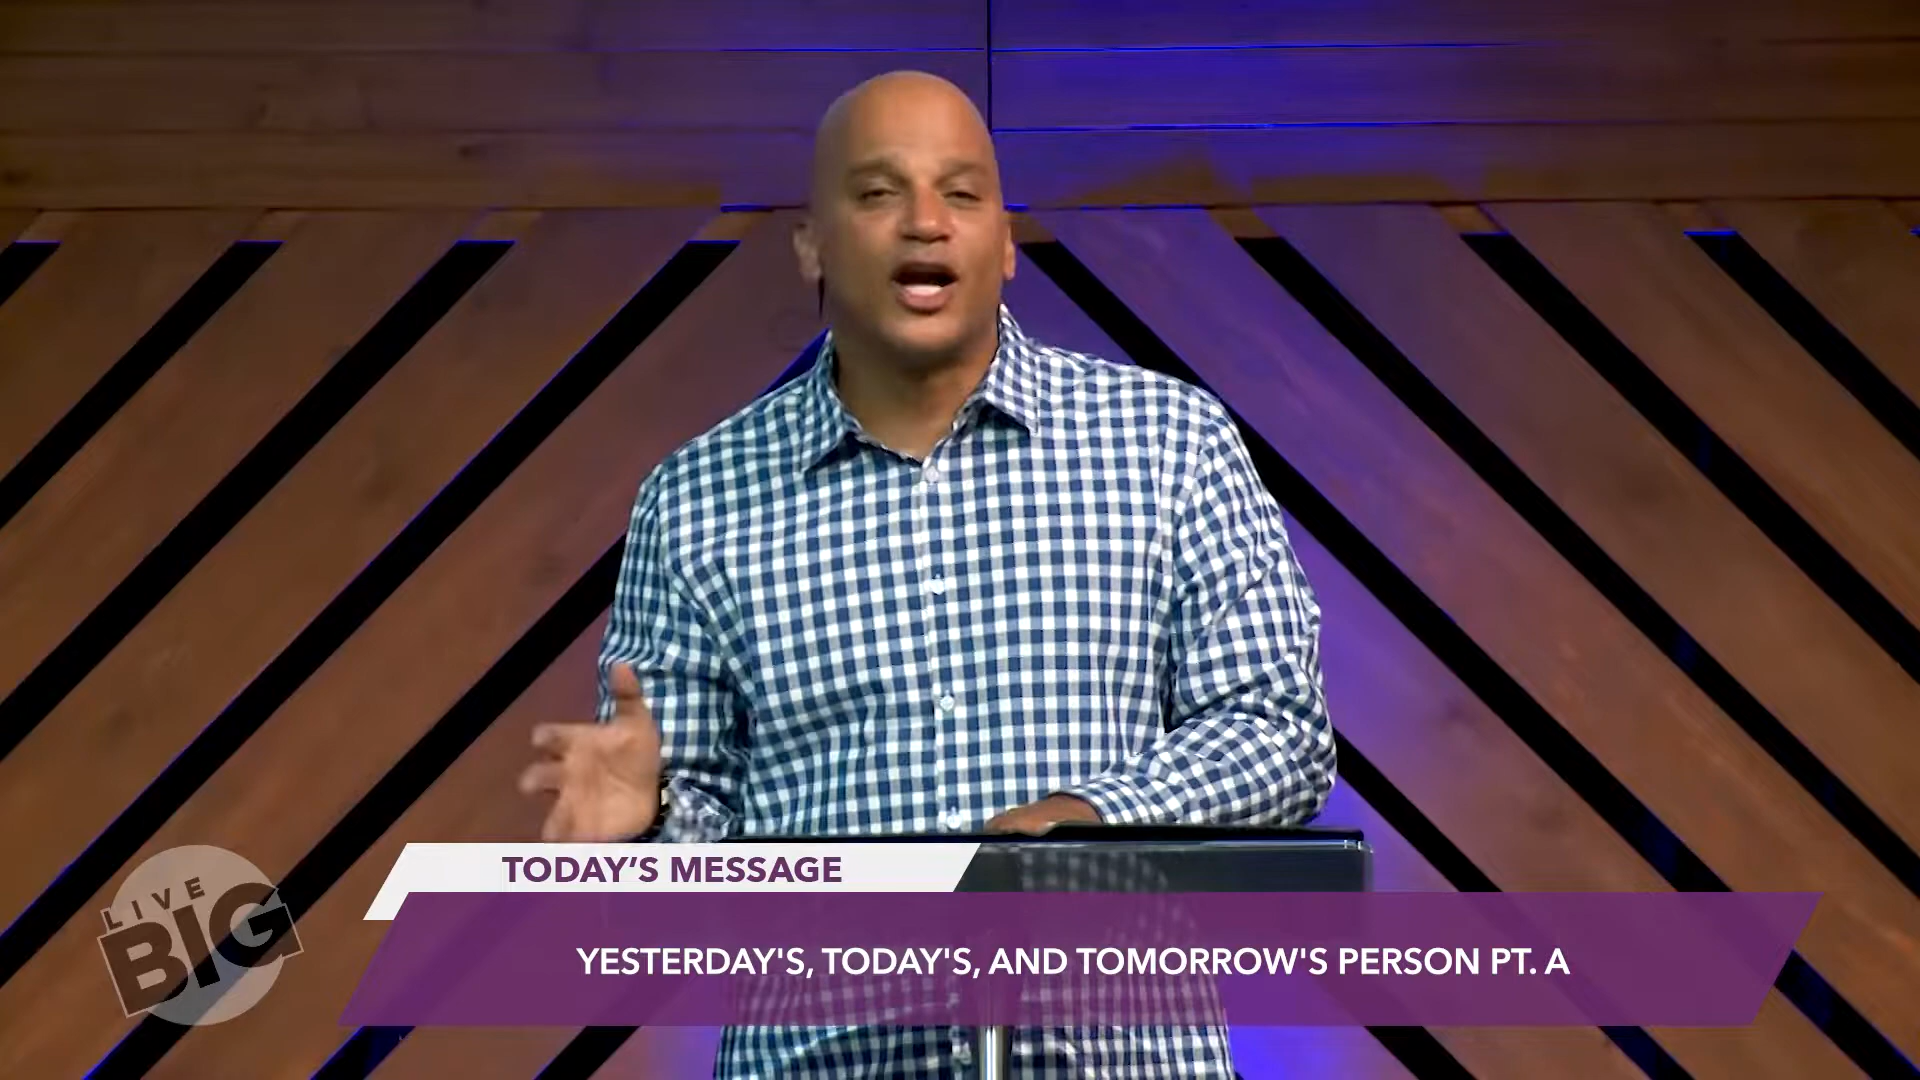 TODAY'S MESSAGE
LIVE
BIG
YESTERDAY'S, TODAY'S, AND TOMORROW'S PERSON PT. A